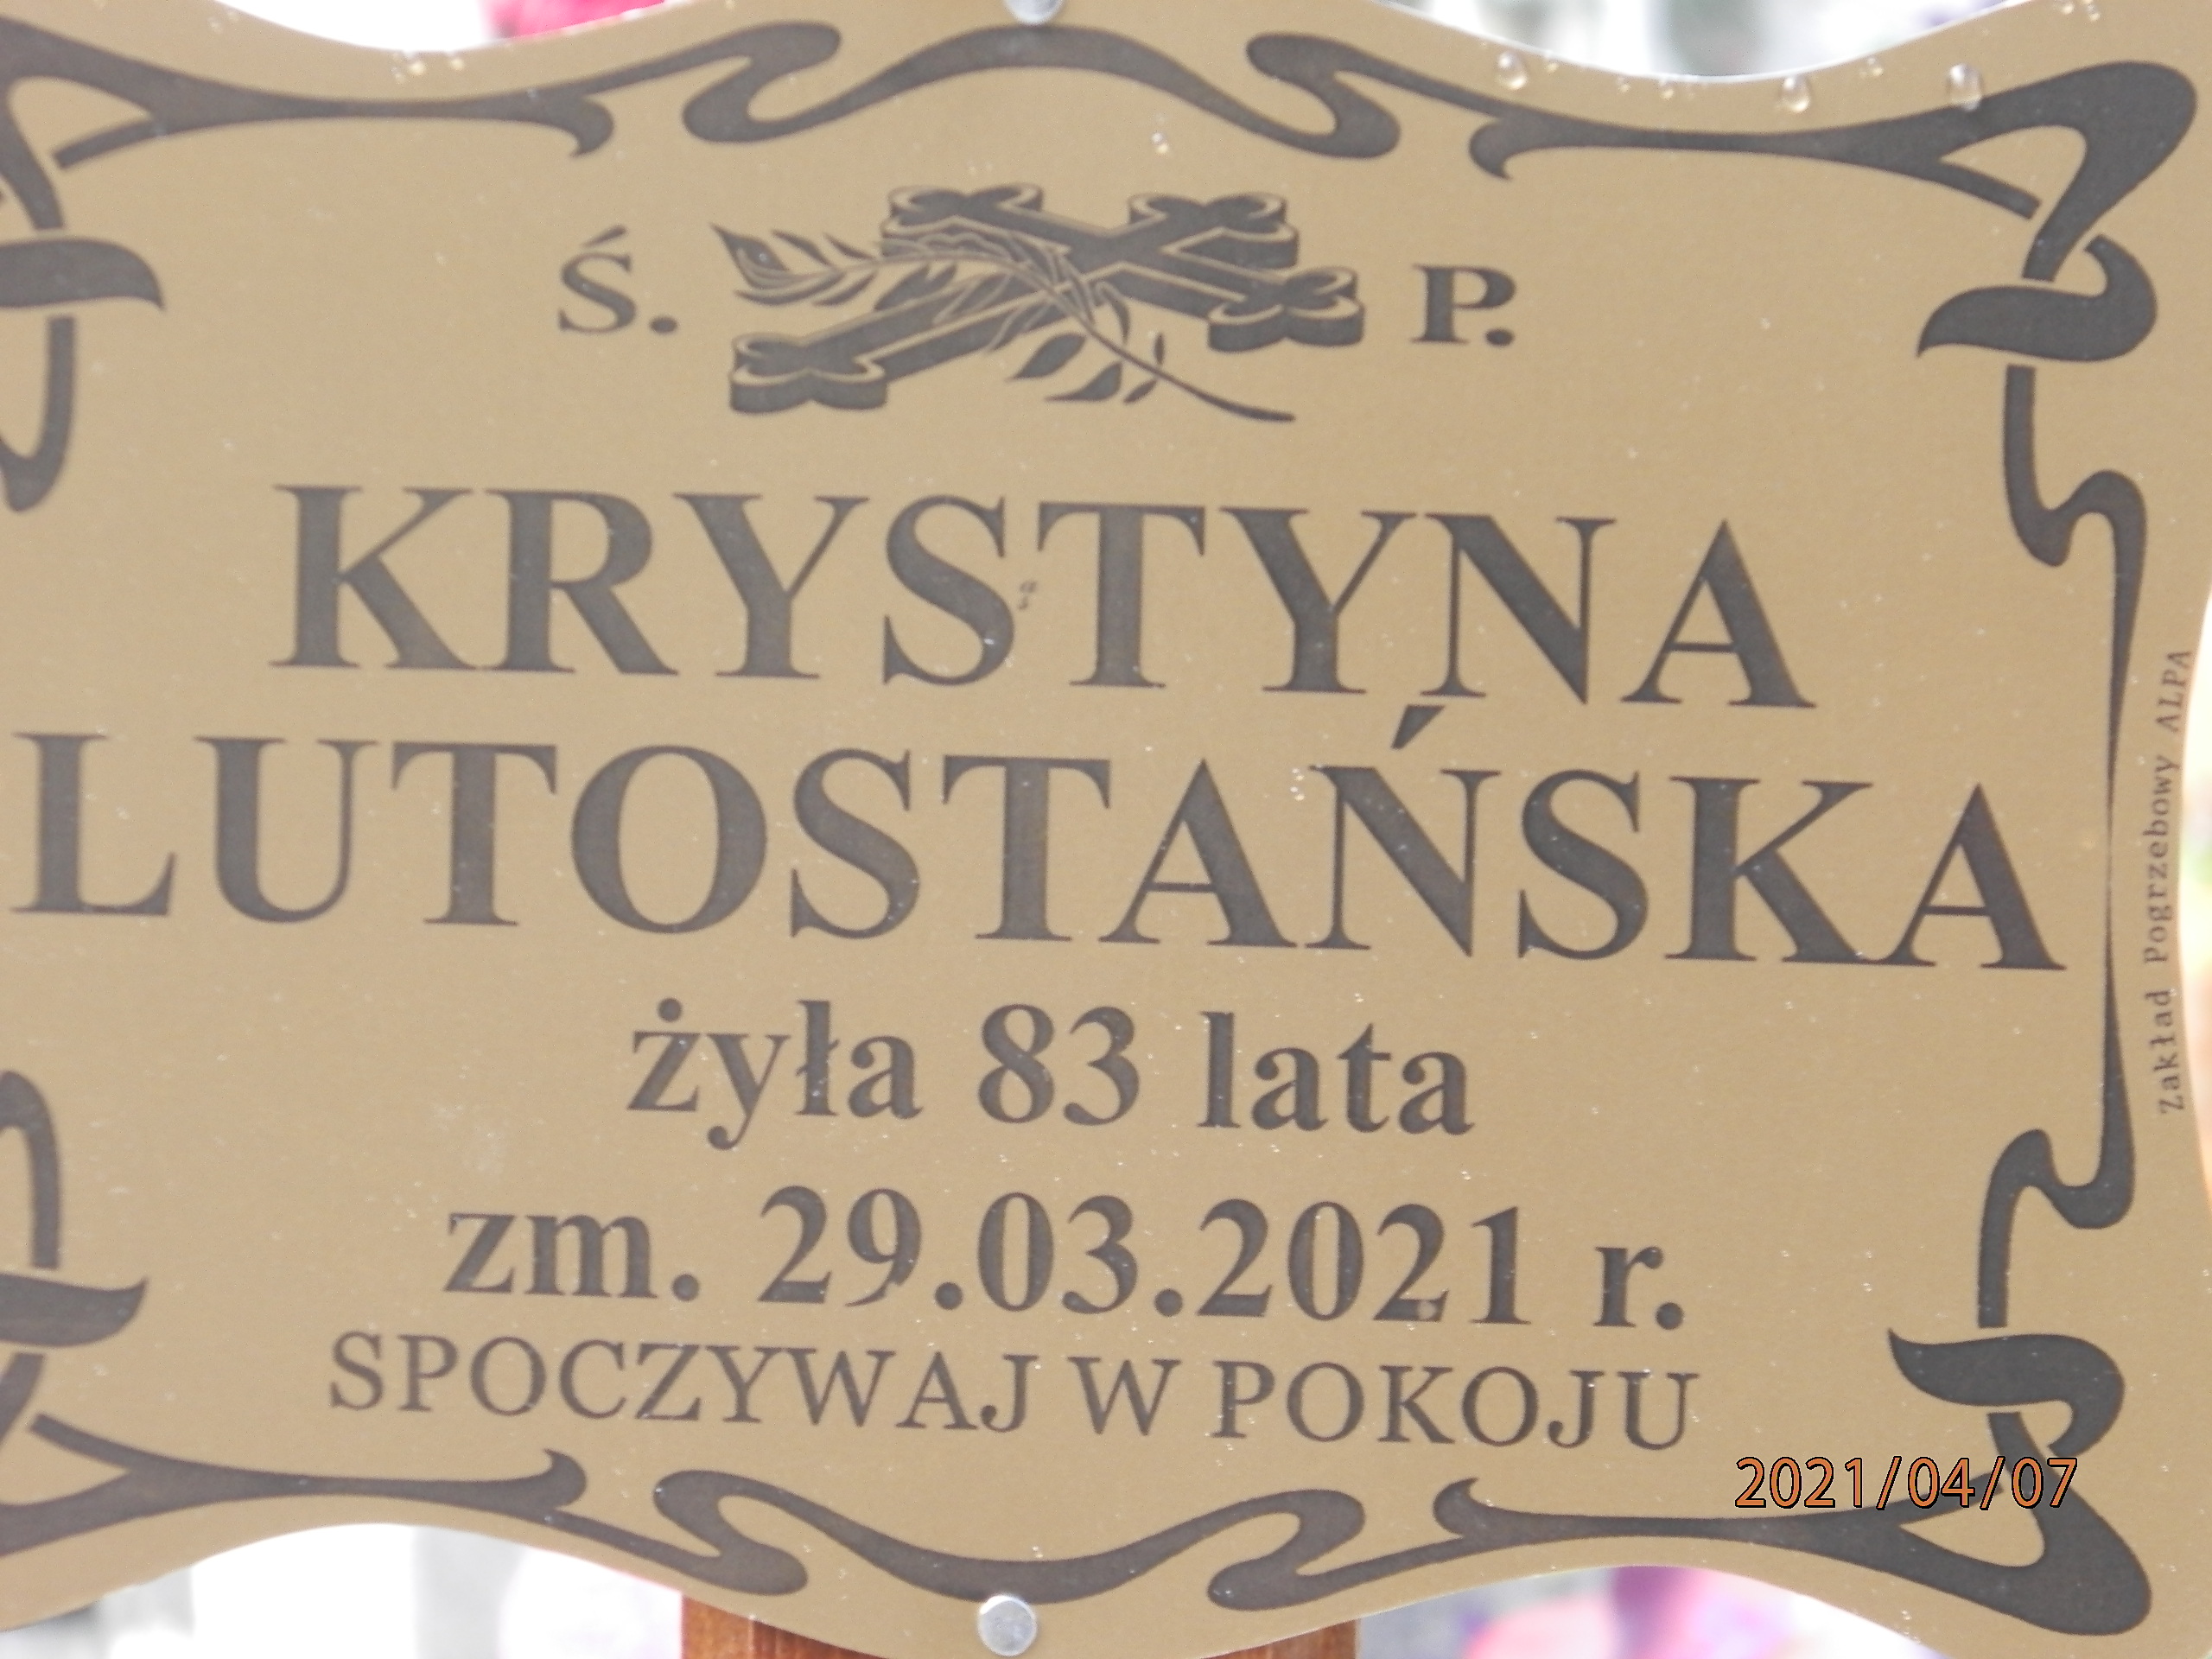 Ś. P.
KRYSTYNA
LUTOSTAŃSKA
żyła 83 lata
zm. 29.03.2021 r.
SPOCZYWAJ W POKOJU
Zakład Pogrzebowy ALPA
2021/04/07